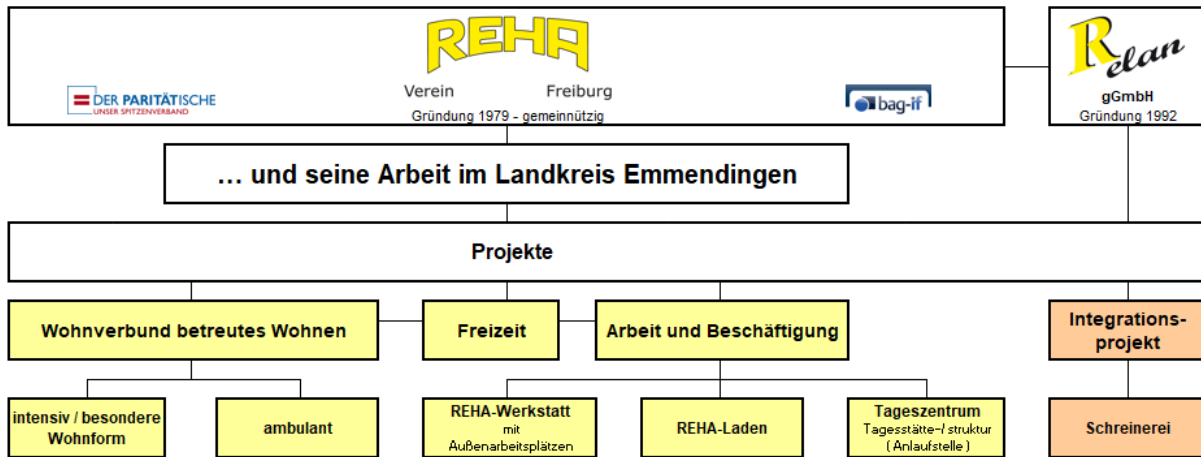 REHA
Verein Freiburg
Gründung 1979 - gemeinnützig
DER PARITÄTISCHE
UNSER SPITZENVERBAND
bag-if
Relan
gGmbH
Gründung 1992
... und seine Arbeit im Landkreis Emmendingen
Projekte
Wohnverbund betreutes Wohnen
Freizeit
Arbeit und Beschäftigung
Integrations-
projekt
intensiv / besondere
Wohnform
ambulant
REHA-Werkstatt
mit
Außenarbeitsplätzen
REHA-Laden
Tageszentrum
Tagesstätte-/ struktur
( Anlaufstelle )
Schreinerei